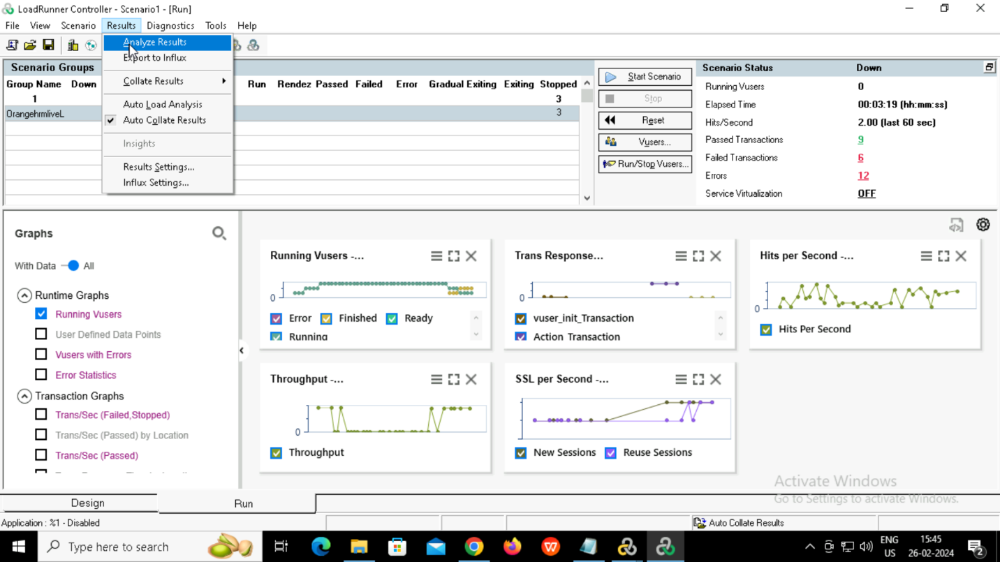 LoadRunner Controller - Scenario1 - [Run]
File View Scenario Results Diagnostics Tools Help
Analyze Results
Export to Influx
Collate Results
Auto Load Analysis
Auto Collate Results
Insights
Results Settings...
Influx Settings...
Scenario Groups
Group Name Down Run Rendez Passed Failed Error Gradual Exiting Exiting Stopped
1 3
OrangehrmliveL 3
Start Scenario
Stop
Reset
Vusers...
Run/Stop Vusers...
Scenario Status Down
Running Vusers 0
Elapsed Time 00:03:19 (hh:mm:ss)
Hits/Second 2.00 (last 60 sec)
Passed Transactions 9
Failed Transactions 6
Errors 12
Service Virtualization OFF
Graphs
With Data All
Runtime Graphs
Running Vusers
User Defined Data Points
Vusers with Errors
Error Statistics
Transaction Graphs
Trans/Sec (Failed,Stopped)
Trans/Sec (Passed) by Location
Trans/Sec (Passed)
Running Vusers -...
0
Error Finished Ready
Running
Trans Response...
0
vuser_init_Transaction
Action_Transaction
Hits per Second -...
0
Hits Per Second
Throughput -...
0
Throughput
SSL per Second -...
New Sessions Reuse Sessions
Activate Windows
Go to Settings to activate Windows.
Design Run
Application : %1 - Disabled
Auto Collate Results
Type here to search
ENG
US
15:45
26-02-2024
2